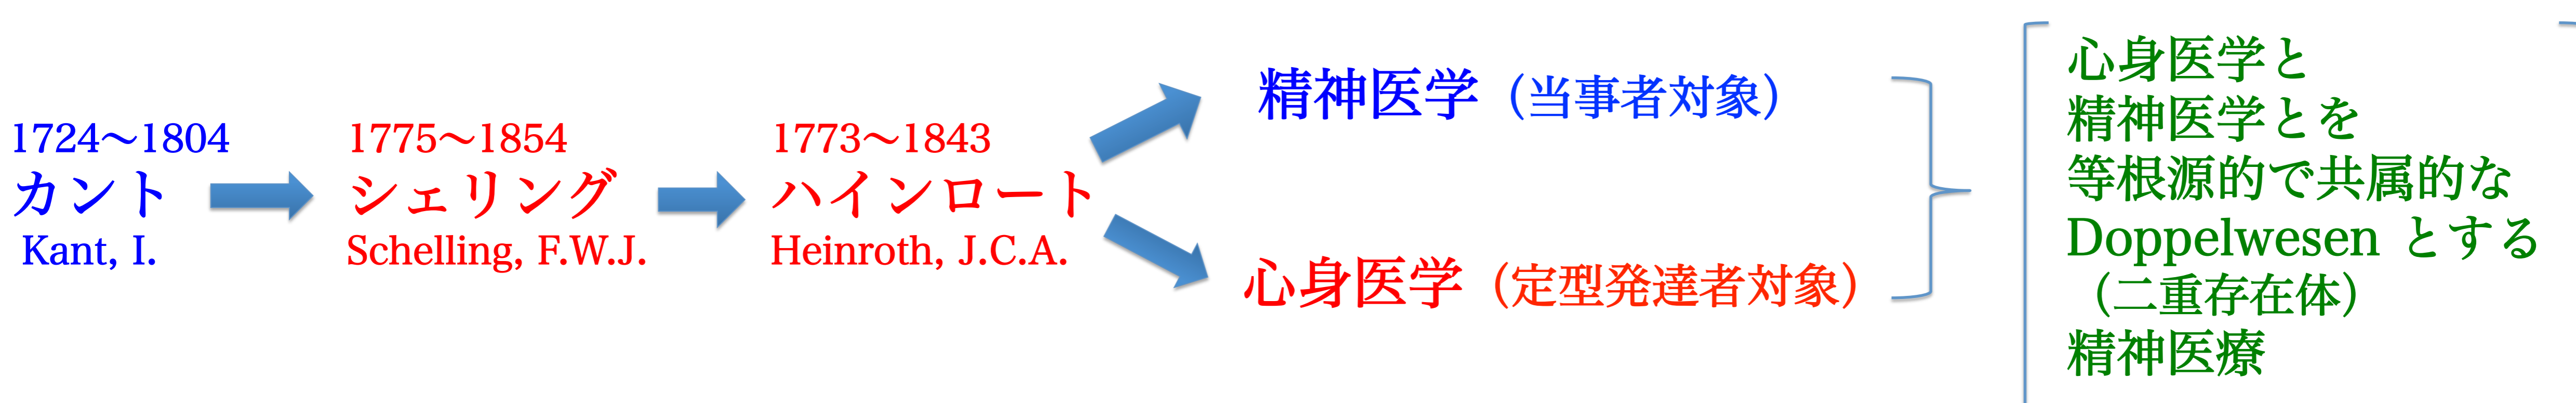 1724～1804
カント
Kant, I.
1775～1854
シェリング
Schelling, F.W.J.
1773～1843
ハインロート
Heinroth, J.C.A.
精神医学（当事者対象）
心身医学（定型発達者対象）
心身医学と
精神医学とを
等根源的で共属的な
Doppelwesen とする
（二重存在体）
精神医療